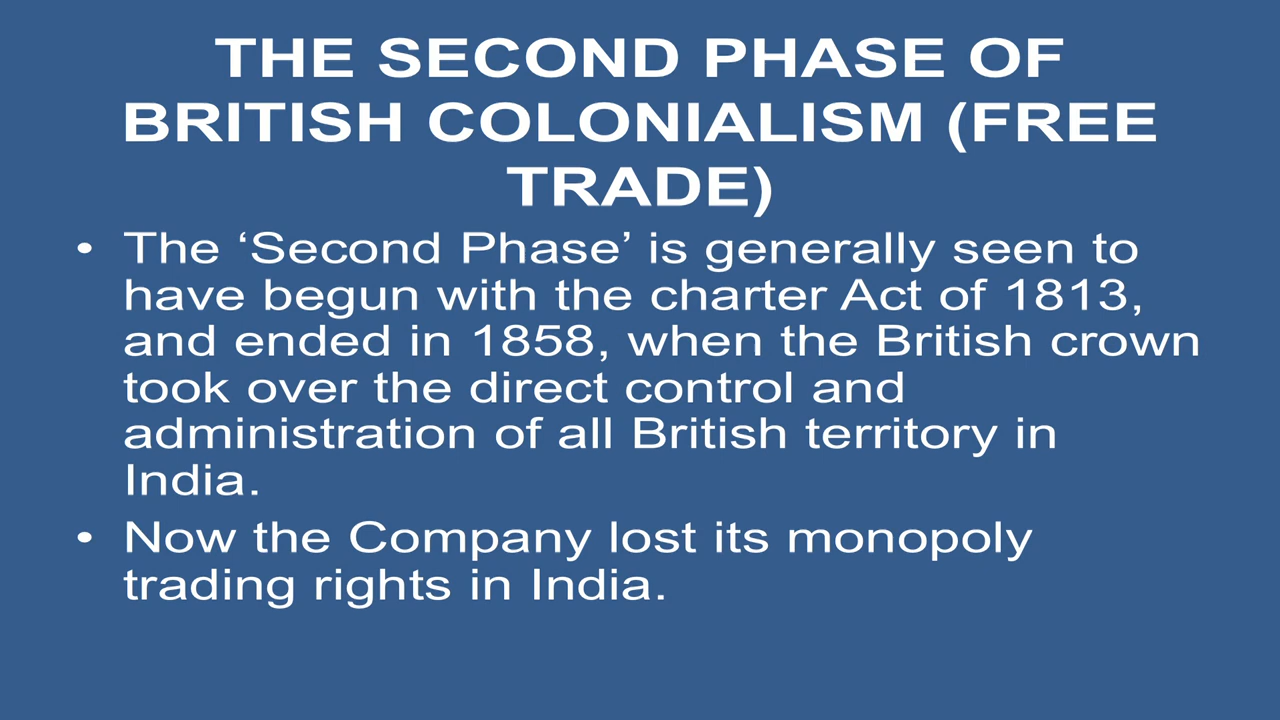 THE SECOND PHASE OF
BRITISH COLONIALISM (FREE
TRADE)
• The ‘Second Phase’ is generally seen to
have begun with the charter Act of 1813,
and ended in 1858, when the British crown
took over the direct control and
administration of all British territory in
India.
• Now the Company lost its monopoly
trading rights in India.